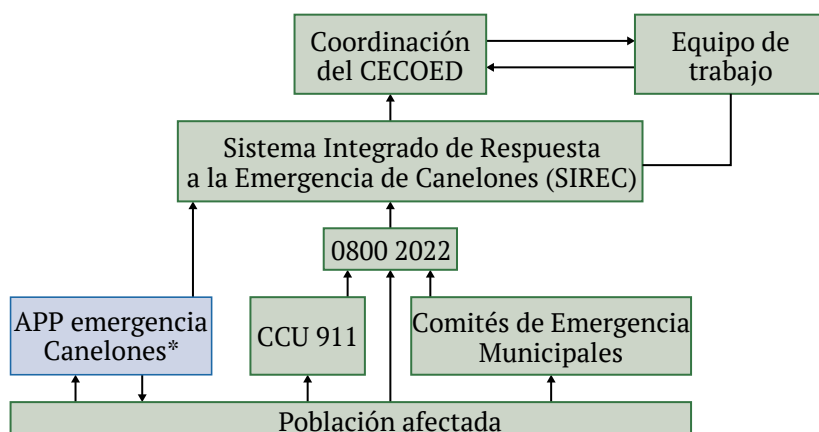 Coordinación
del CECOED
Equipo de
trabajo
Sistema Integrado de Respuesta
a la Emergencia de Canelones (SIREC)
0800 2022
APP emergencia
Canelones*
CCU 911
Comités de Emergencia
Municipales
Población afectada